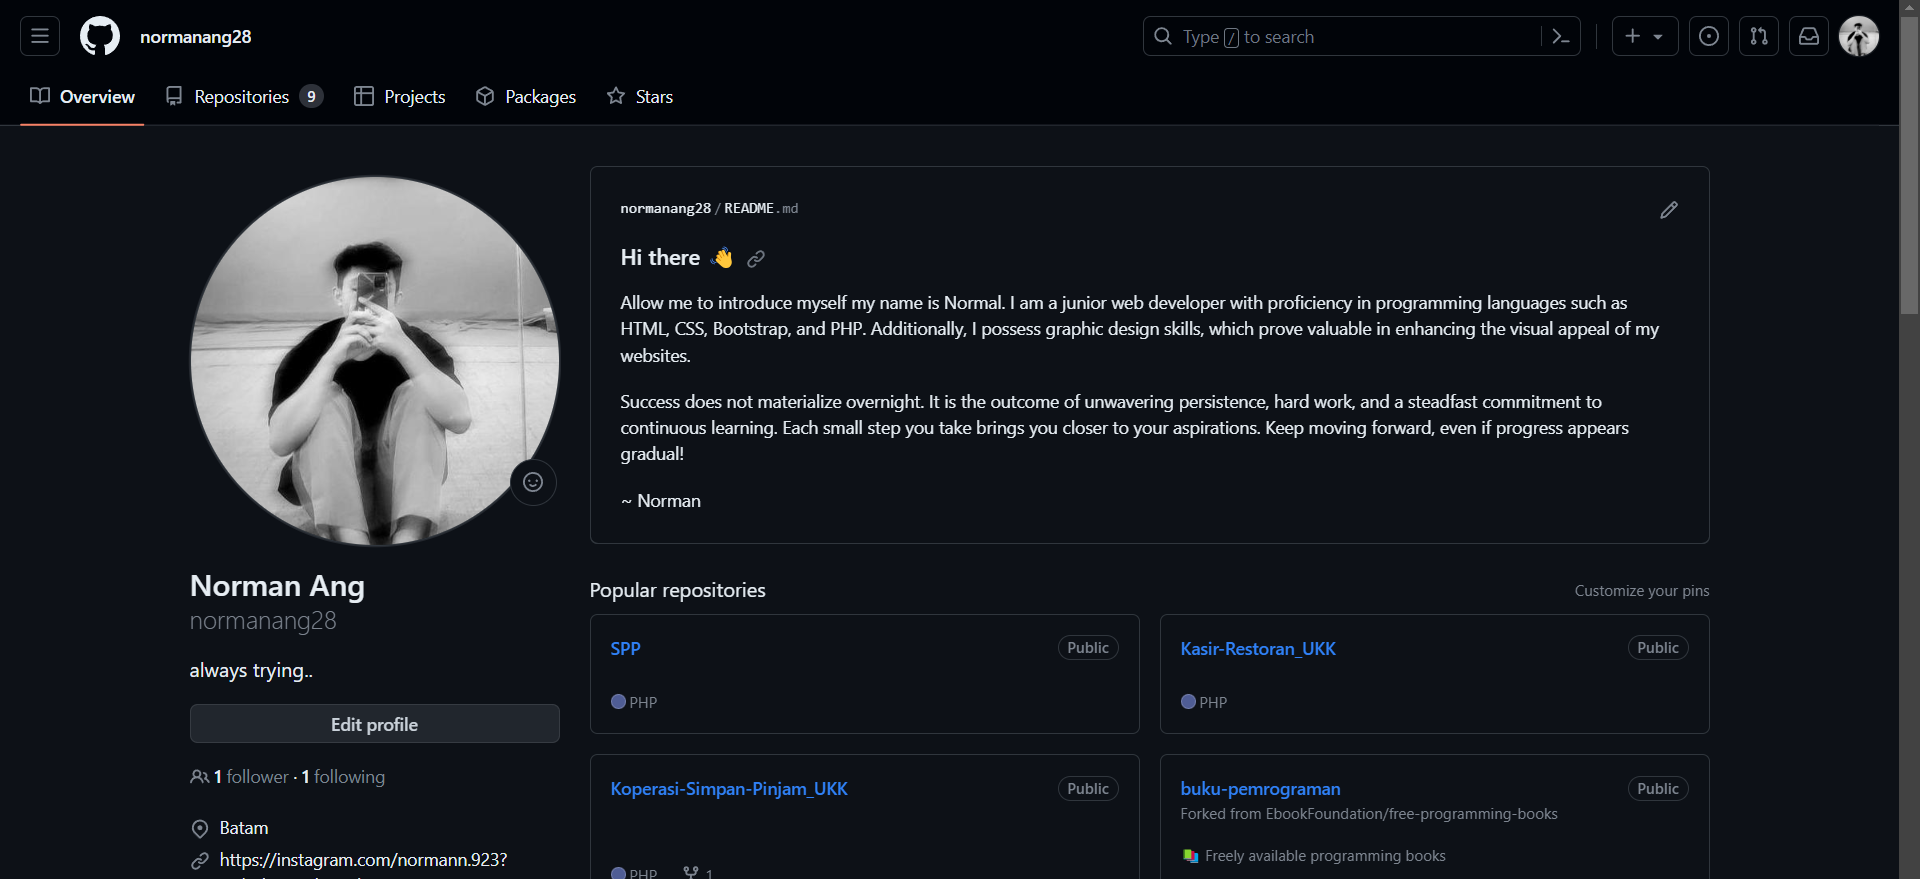 normanang28
Type / to search
Overview
Repositories 9
Projects
Packages
Stars
normanang28 / README.md
Hi there 👋
Allow me to introduce myself my name is Normal. I am a junior web developer with proficiency in programming languages such as
HTML, CSS, Bootstrap, and PHP. Additionally, I possess graphic design skills, which prove valuable in enhancing the visual appeal of my
websites.
Success does not materialize overnight. It is the outcome of unwavering persistence, hard work, and a steadfast commitment to
continuous learning. Each small step you take brings you closer to your aspirations. Keep moving forward, even if progress appears
gradual!
~ Norman
Norman Ang
normanang28
always trying..
Edit profile
1 follower · 1 following
Batam
https://instagram.com/normann.923?
Popular repositories
Customize your pins
SPP
Public
PHP
Kasir-Restoran_UKK
Public
PHP
Koperasi-Simpan-Pinjam_UKK
Public
PHP 1
buku-pemrograman
Public
Forked from EbookFoundation/free-programming-books
Freely available programming books